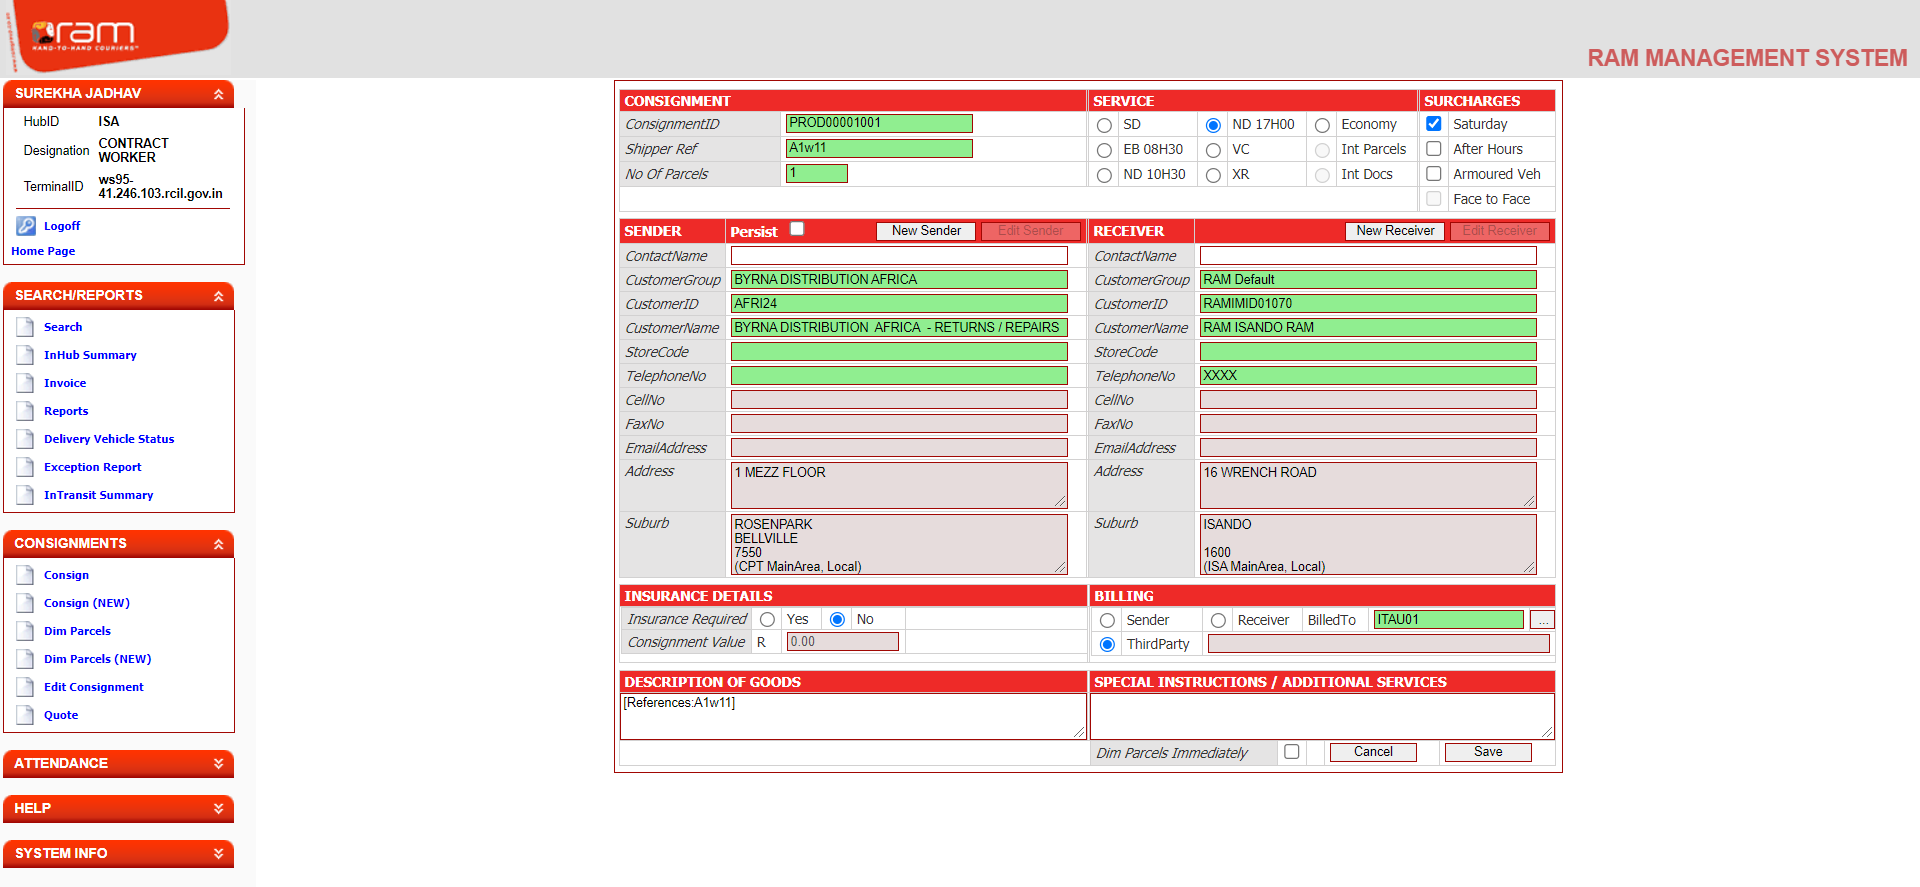 ram
HAND-TO-HAND COURIERS
RAM MANAGEMENT SYSTEM
SUREKHA JADHAV
HubID ISA
Designation CONTRACT WORKER
TerminalID ws95-41.246.103.rcil.gov.in
Logoff
Home Page
SEARCH/REPORTS
Search
InHub Summary
Invoice
Reports
Delivery Vehicle Status
Exception Report
InTransit Summary
CONSIGNMENTS
Consign
Consign (NEW)
Dim Parcels
Dim Parcels (NEW)
Edit Consignment
Quote
ATTENDANCE
HELP
SYSTEM INFO
CONSIGNMENT
ConsignmentID PROD00001001
Shipper Ref A1w11
No Of Parcels 1
SERVICE
SD ND 17H00 Economy
EB 08H30 VC Int Parcels
ND 10H30 XR Int Docs
SURCHARGES
Saturday
After Hours
Armoured Veh
Face to Face
SENDER Persist New Sender Edit Sender
ContactName
CustomerGroup BYRNA DISTRIBUTION AFRICA
CustomerID AFRI24
CustomerName BYRNA DISTRIBUTION  AFRICA  - RETURNS / REPAIRS
StoreCode
TelephoneNo
CellNo
FaxNo
EmailAddress
Address 1 MEZZ FLOOR
Suburb ROSENPARK
BELLVILLE
7550
(CPT MainArea, Local)
RECEIVER New Receiver Edit Receiver
ContactName
CustomerGroup RAM Default
CustomerID RAMIMID01070
CustomerName RAM ISANDO RAM
StoreCode
TelephoneNo XXXX
CellNo
FaxNo
EmailAddress
Address 16 WRENCH ROAD
Suburb ISANDO
1600
(ISA MainArea, Local)
INSURANCE DETAILS
Insurance Required Yes No
Consignment Value R 0.00
BILLING
Sender Receiver BilledTo ITAU01 ...
ThirdParty
DESCRIPTION OF GOODS
[References:A1w11]
SPECIAL INSTRUCTIONS / ADDITIONAL SERVICES
Dim Parcels Immediately Cancel Save